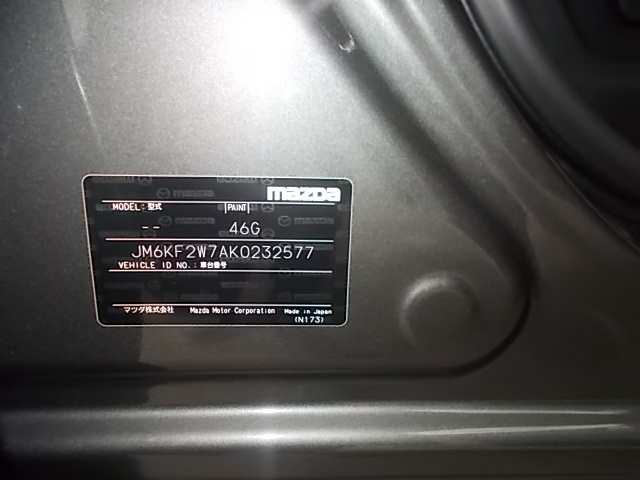 mazda
MODEL:型式 PAINT
-- 46G
JM6KF2W7AK0232577
VEHICLE ID NO.:車台番号
マツダ株式会社 Mazda Motor Corporation Made in Japan
(N173)